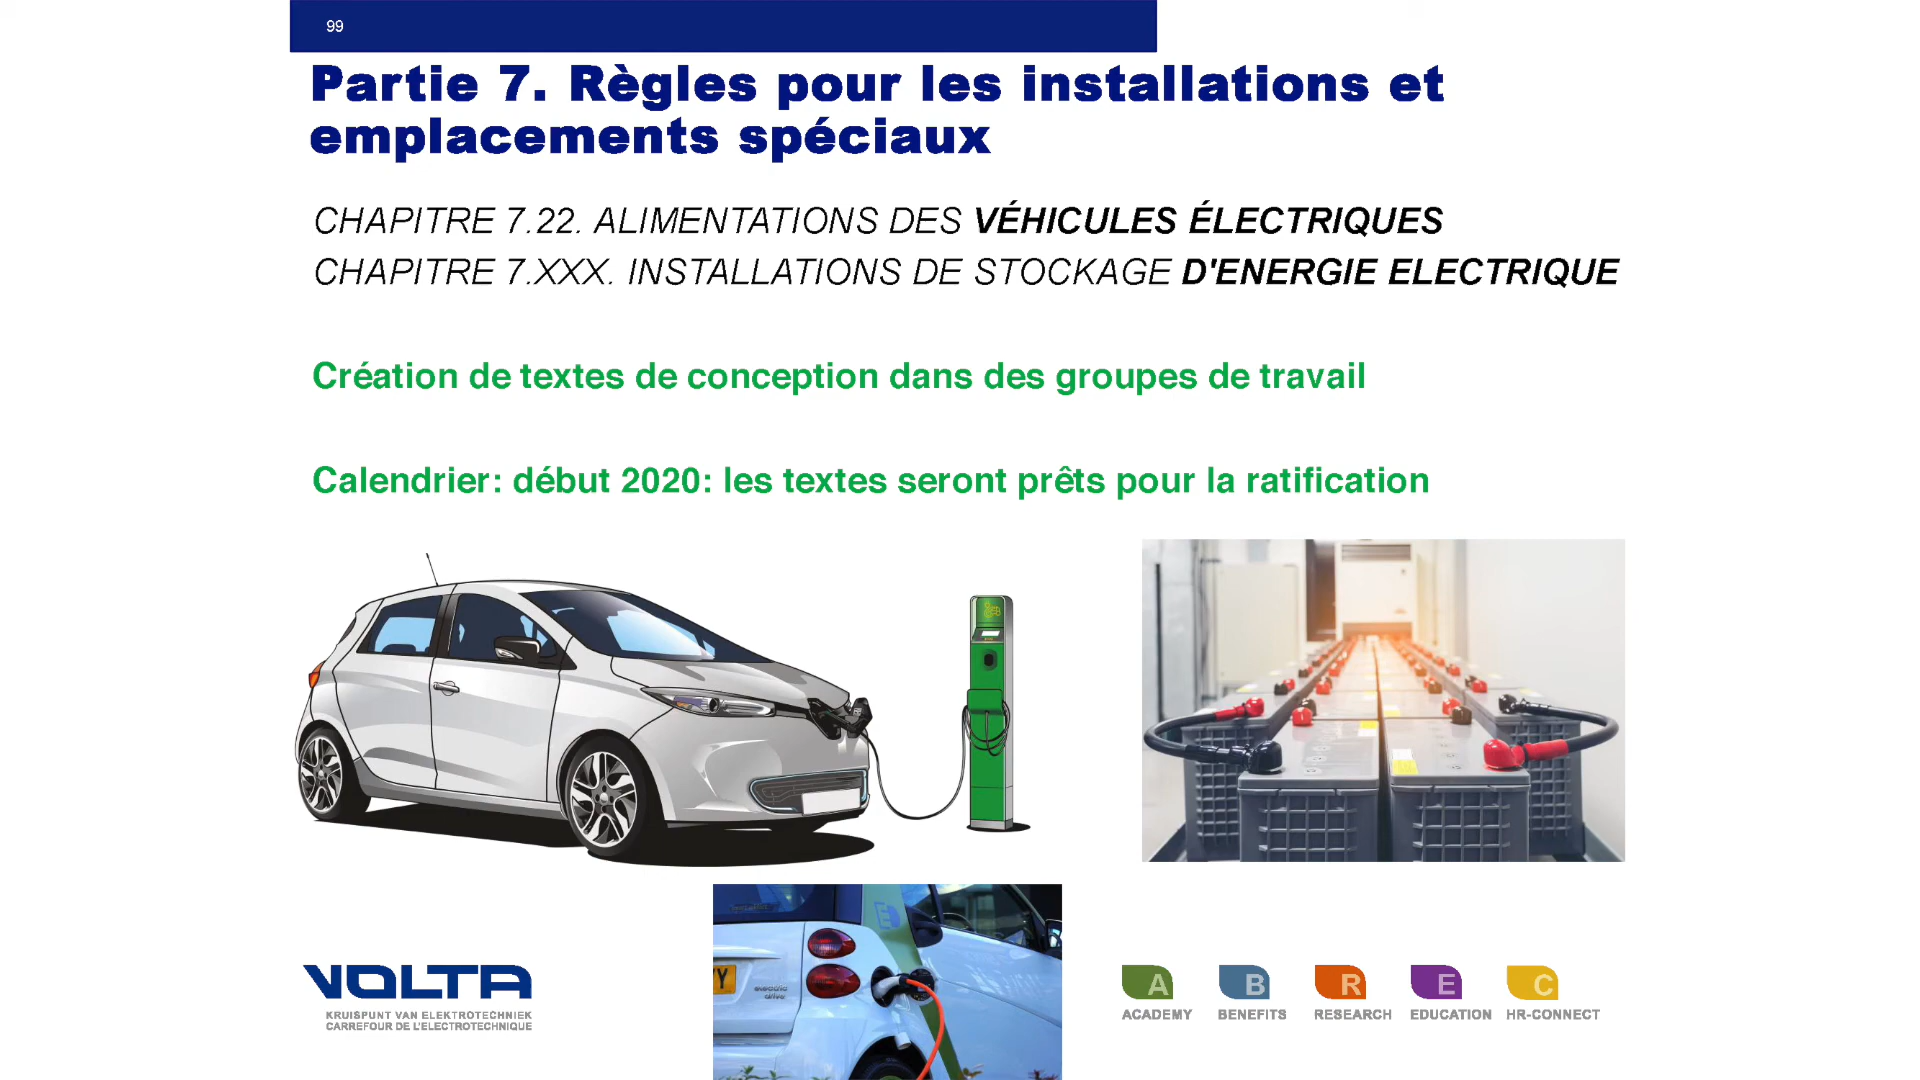 99
Partie 7. Règles pour les installations et
emplacements spéciaux
CHAPITRE 7.22. ALIMENTATIONS DES VÉHICULES ÉLECTRIQUES
CHAPITRE 7.XXX. INSTALLATIONS DE STOCKAGE D'ENERGIE ELECTRIQUE
Création de textes de conception dans des groupes de travail
Calendrier: début 2020: les textes seront prêts pour la ratification
electric
drive
VOLTA
KRUISPUNT VAN ELEKTROTECHNIEK
CARREFOUR DE L'ELECTROTECHNIQUE
A
B
R
E
C
ACADEMY
BENEFITS
RESEARCH
EDUCATION
HR-CONNECT